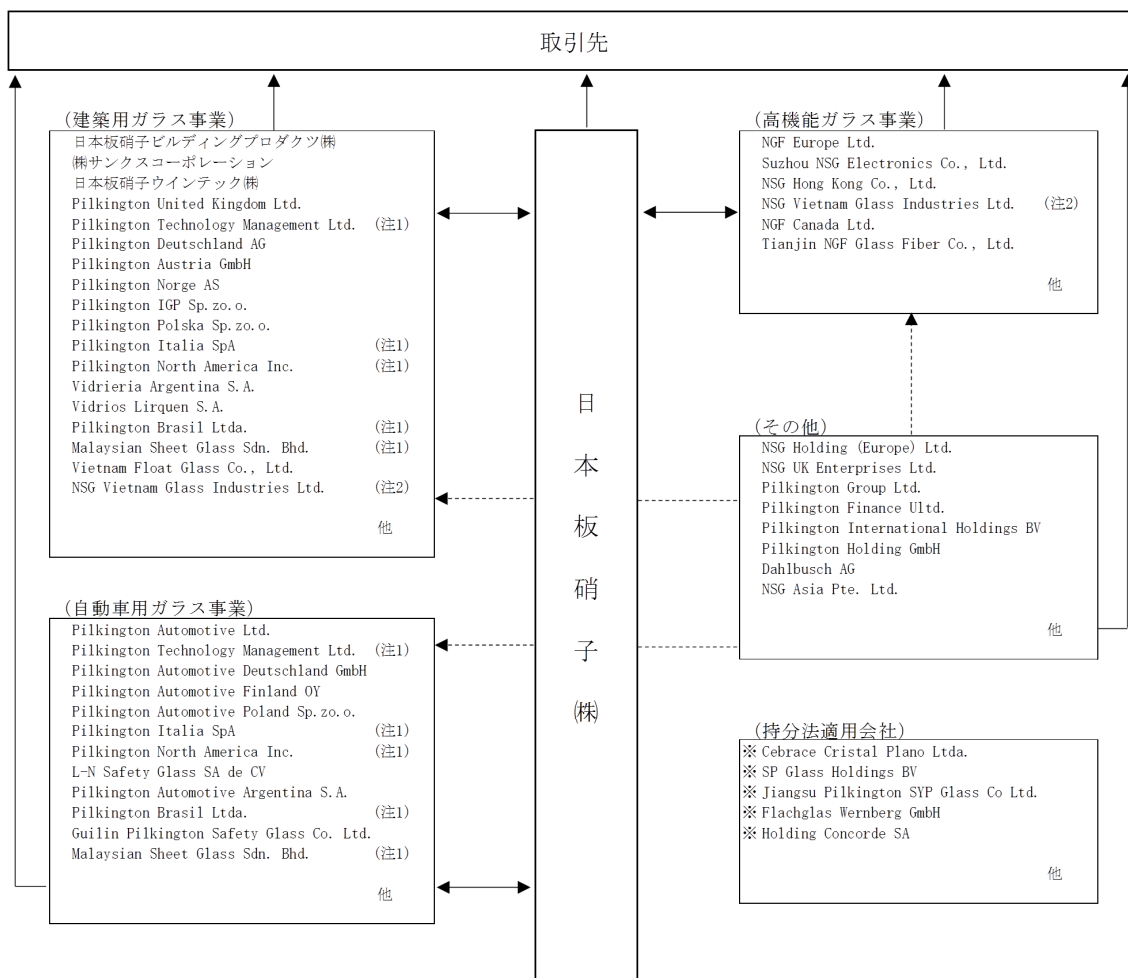 取引先
(建築用ガラス事業)
日本板硝子ビルディングプロダクツ㈱
㈱サンクスコーポレーション
日本板硝子ウインテック㈱
Pilkington United Kingdom Ltd.
Pilkington Technology Management Ltd. (注1)
Pilkington Deutschland AG
Pilkington Austria GmbH
Pilkington Norge AS
Pilkington IGP Sp.zo.o.
Pilkington Polska Sp.zo.o.
Pilkington Italia SpA (注1)
Pilkington North America Inc. (注1)
Vidrieria Argentina S.A.
Vidrios Lirquen S.A.
Pilkington Brasil Ltda. (注1)
Malaysian Sheet Glass Sdn. Bhd. (注1)
Vietnam Float Glass Co., Ltd.
NSG Vietnam Glass Industries Ltd. (注2)
他
(自動車用ガラス事業)
Pilkington Automotive Ltd.
Pilkington Technology Management Ltd. (注1)
Pilkington Automotive Deutschland GmbH
Pilkington Automotive Finland OY
Pilkington Automotive Poland Sp.zo.o.
Pilkington Italia SpA (注1)
Pilkington North America Inc. (注1)
L-N Safety Glass SA de CV
Pilkington Automotive Argentina S.A.
Pilkington Brasil Ltda. (注1)
Guilin Pilkington Safety Glass Co. Ltd.
Malaysian Sheet Glass Sdn. Bhd. (注1)
他
日本板硝子㈱
(高機能ガラス事業)
NGF Europe Ltd.
Suzhou NSG Electronics Co., Ltd.
NSG Hong Kong Co., Ltd.
NSG Vietnam Glass Industries Ltd. (注2)
NGF Canada Ltd.
Tianjin NGF Glass Fiber Co., Ltd.
他
(その他)
NSG Holding (Europe) Ltd.
NSG UK Enterprises Ltd.
Pilkington Group Ltd.
Pilkington Finance Ultd.
Pilkington International Holdings BV
Pilkington Holding GmbH
Dahlbusch AG
NSG Asia Pte. Ltd.
他
(持分法適用会社)
※ Cebrace Cristal Plano Ltda.
※ SP Glass Holdings BV
※ Jiangsu Pilkington SYP Glass Co Ltd.
※ Flachglas Wernberg GmbH
※ Holding Concorde SA
他